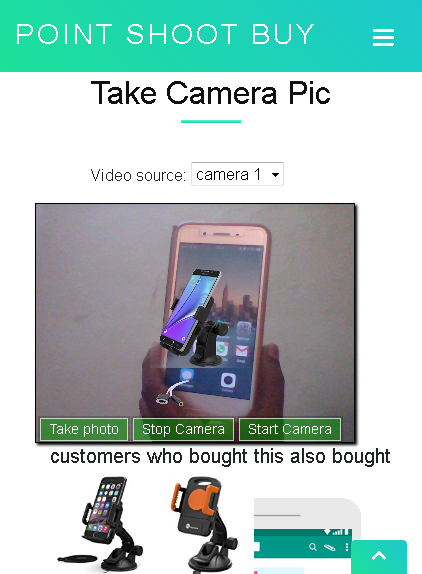 POINT SHOOT BUY
Take Camera Pic
Video source: camera 1
Take photo Stop Camera Start Camera
customers who bought this also bought